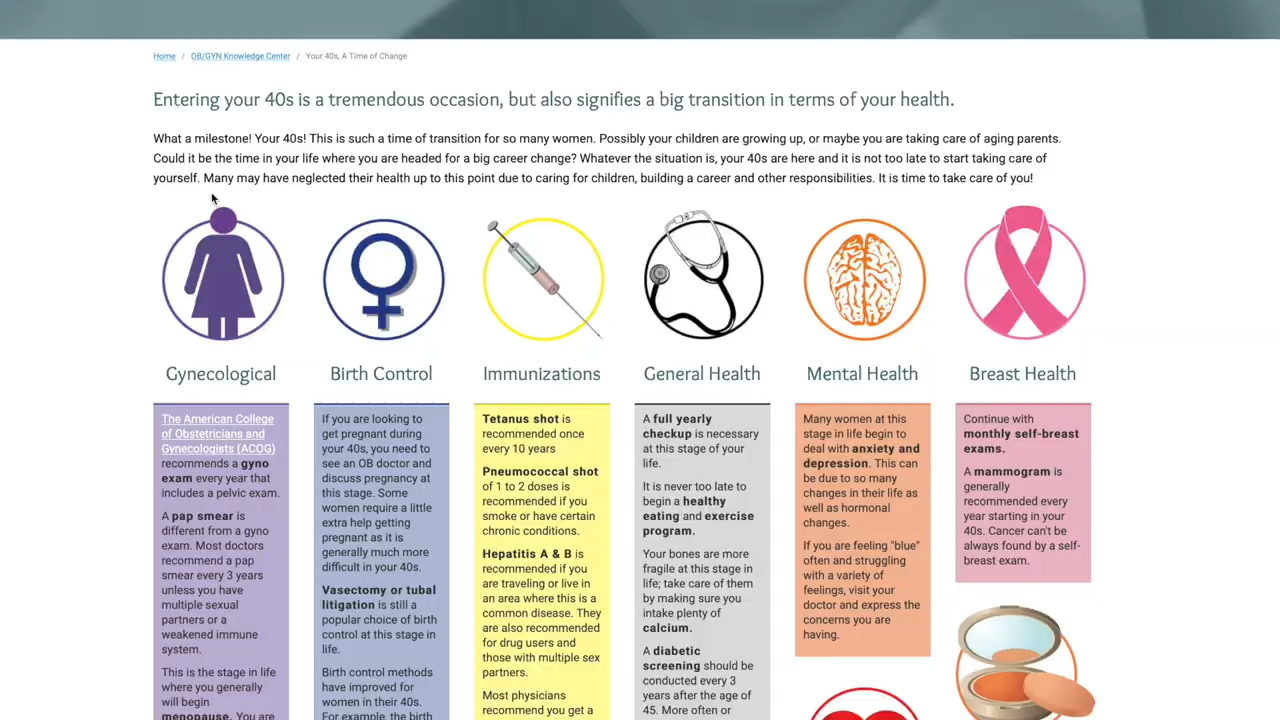 Home / OB/GYN Knowledge Center / Your 40s, A Time of Change
Entering your 40s is a tremendous occasion, but also signifies a big transition in terms of your health.
What a milestone! Your 40s! This is such a time of transition for so many women. Possibly your children are growing up, or maybe you are taking care of aging parents.
Could it be the time in your life where you are headed for a big career change? Whatever the situation is, your 40s are here and it is not too late to start taking care of
yourself. Many may have neglected their health up to this point due to caring for children, building a career and other responsibilities. It is time to take care of you!
Gynecological
The American College
of Obstetricians and
Gynecologists (ACOG)
recommends a gyno
exam every year that
includes a pelvic exam.
A pap smear is
different from a gyno
exam. Most doctors
recommend a pap
smear every 3 years
unless you have
multiple sexual
partners or a
weakened immune
system.
This is the stage in life
where you generally
will begin
menopause. You are
Birth Control
If you are looking to
get pregnant during
your 40s, you need to
see an OB doctor and
discuss pregnancy at
this stage. Some
women require a little
extra help getting
pregnant as it is
generally much more
difficult in your 40s.
Vasectomy or tubal
litigation is still a
popular choice of birth
control at this stage in
life.
Birth control methods
have improved for
women in their 40s.
For example, the birth
Immunizations
Tetanus shot is
recommended once
every 10 years
Pneumococcal shot
of 1 to 2 doses is
recommended if you
smoke or have certain
chronic conditions.
Hepatitis A & B is
recommended if you
are traveling or live in
an area where this is a
common disease. They
are also recommended
for drug users and
those with multiple sex
partners.
Most physicians
recommend you get a
General Health
A full yearly
checkup is necessary
at this stage of your
life.
It is never too late to
begin a healthy
eating and exercise
program.
Your bones are more
fragile at this stage in
life; take care of them
by making sure you
intake plenty of
calcium.
A diabetic
screening should be
conducted every 3
years after the age of
45. More often or
Mental Health
Many women at this
stage in life begin to
deal with anxiety and
depression. This can
be due to so many
changes in their life as
well as hormonal
changes.
If you are feeling "blue"
often and struggling
with a variety of
feelings, visit your
doctor and express the
concerns you are
having.
Breast Health
Continue with
monthly self-breast
exams.
A mammogram is
generally
recommended every
year starting in your
40s. Cancer can't be
always found by a self-
breast exam.